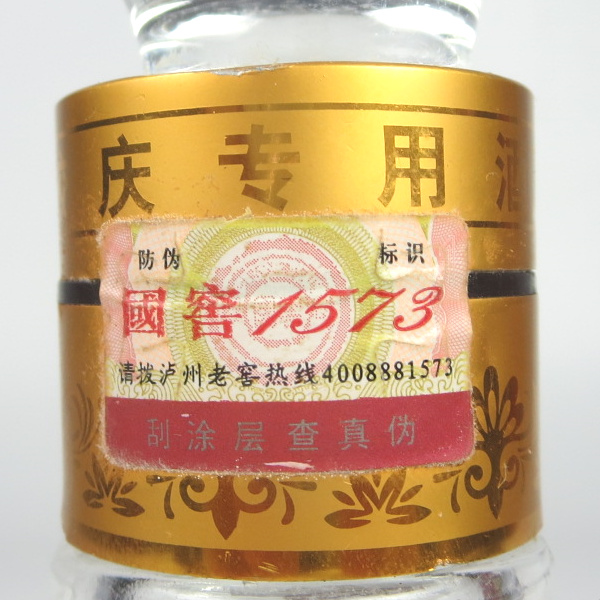 庆专用酒
防伪 标识
國窖1573
请拨泸州老窖热线4008881573
刮涂层查真伪